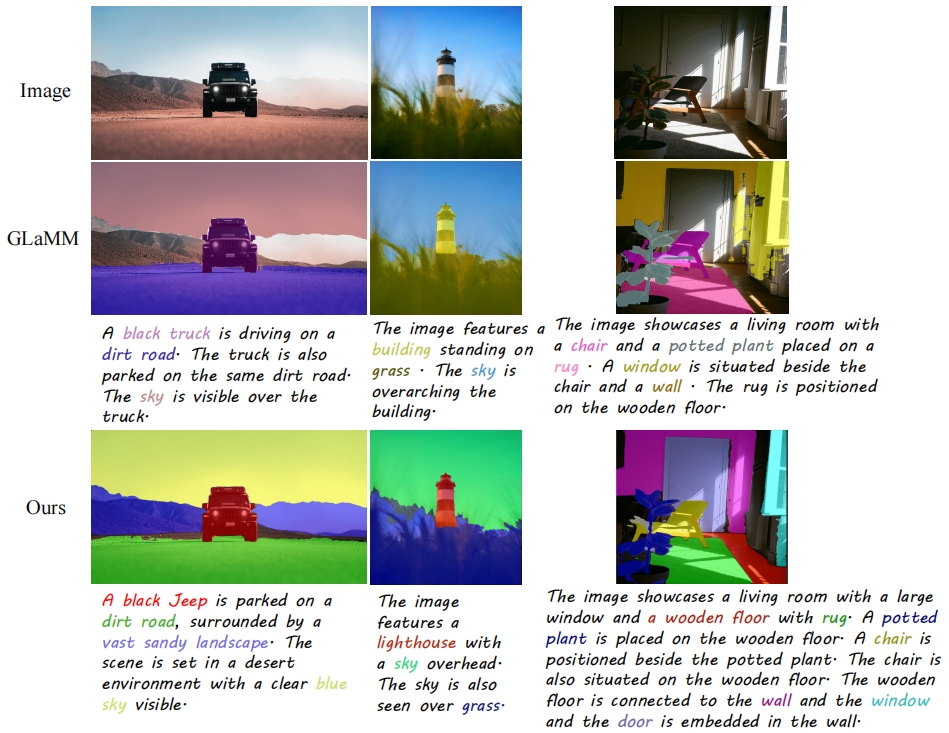 Image
GLaMM
A black truck is driving on a
dirt road. The truck is also
parked on the same dirt road.
The sky is visible over the
truck.
The image features a
building standing on
grass . The sky is
overarching the
building.
The image showcases a living room with
a chair and a potted plant placed on a
rug . A window is situated beside the
chair and a wall . The rug is positioned
on the wooden floor.
Ours
A black Jeep is parked on a
dirt road, surrounded by a
vast sandy landscape. The
scene is set in a desert
environment with a clear blue
sky visible.
The image
features a
lighthouse with
a sky overhead.
The sky is also
seen over grass.
The image showcases a living room with a large
window and a wooden floor with rug. A potted
plant is placed on the wooden floor. A chair is
positioned beside the potted plant. The chair is
also situated on the wooden floor. The wooden
floor is connected to the wall and the window
and the door is embedded in the wall.